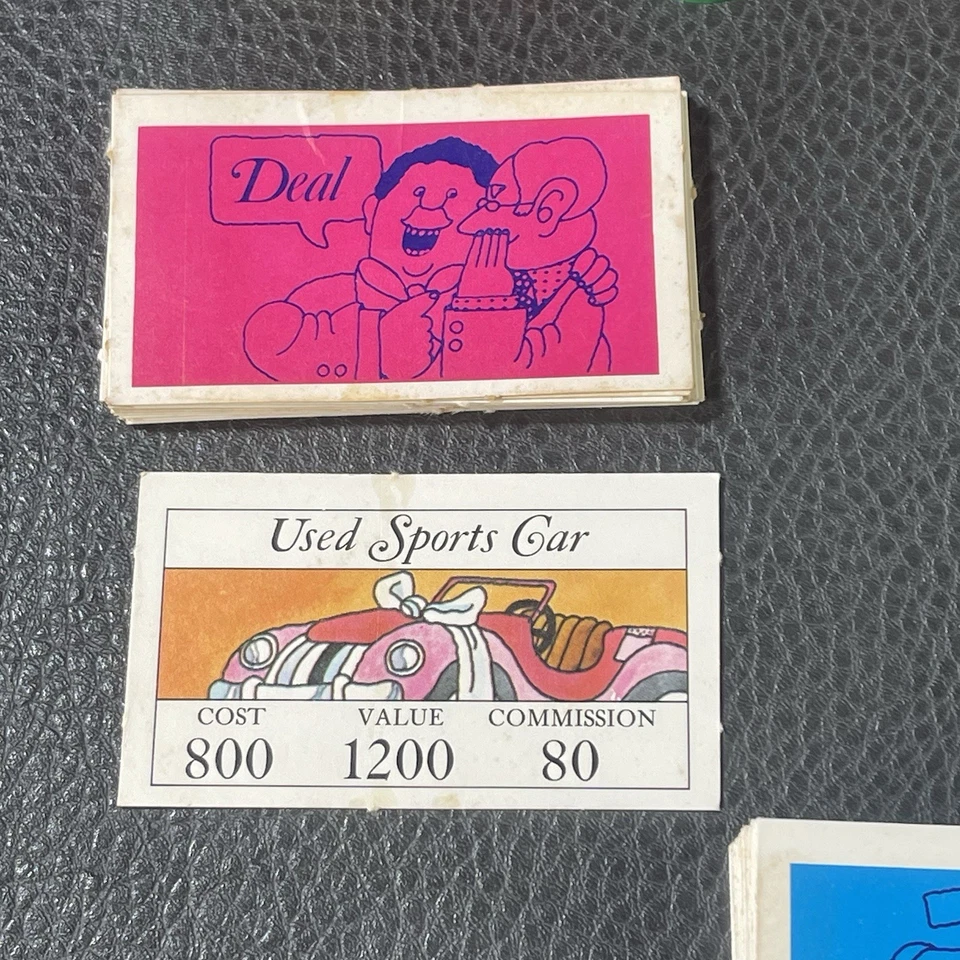 Deal
Used Sports Car
COST VALUE COMMISSION
800 1200 80